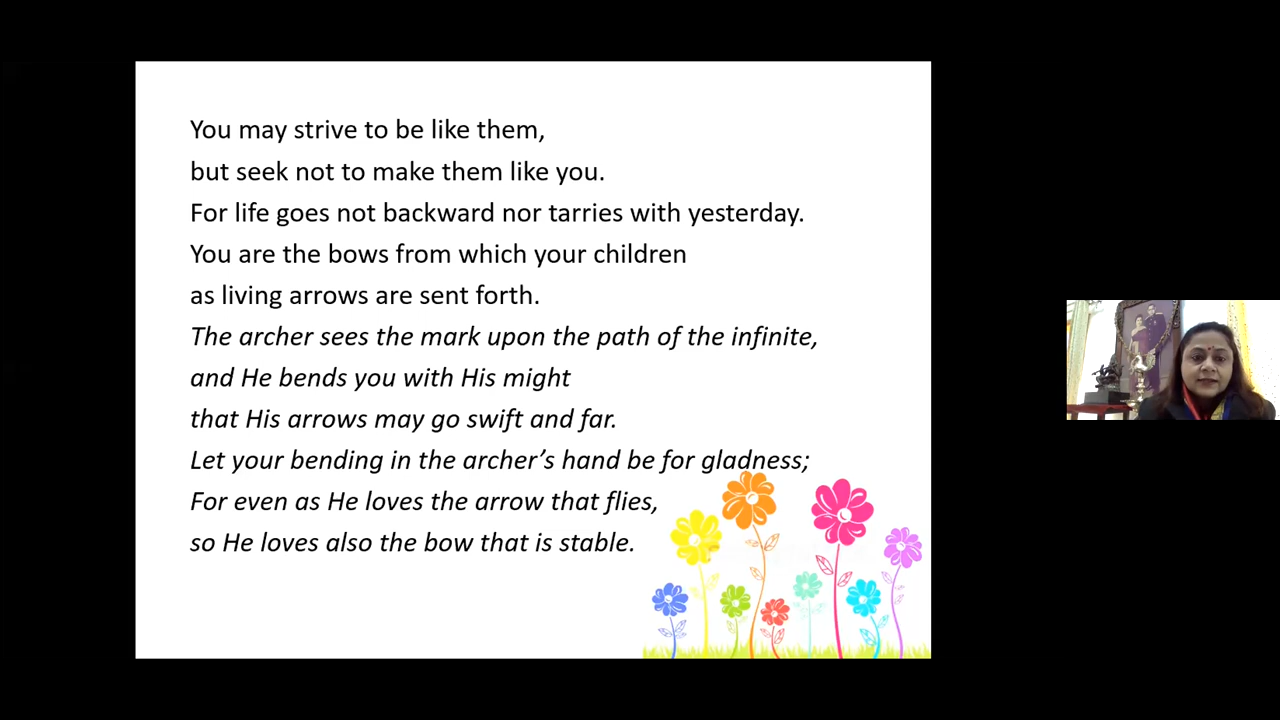 You may strive to be like them,
but seek not to make them like you.
For life goes not backward nor tarries with yesterday.
You are the bows from which your children
as living arrows are sent forth.
The archer sees the mark upon the path of the infinite,
and He bends you with His might
that His arrows may go swift and far.
Let your bending in the archer’s hand be for gladness;
For even as He loves the arrow that flies,
so He loves also the bow that is stable.